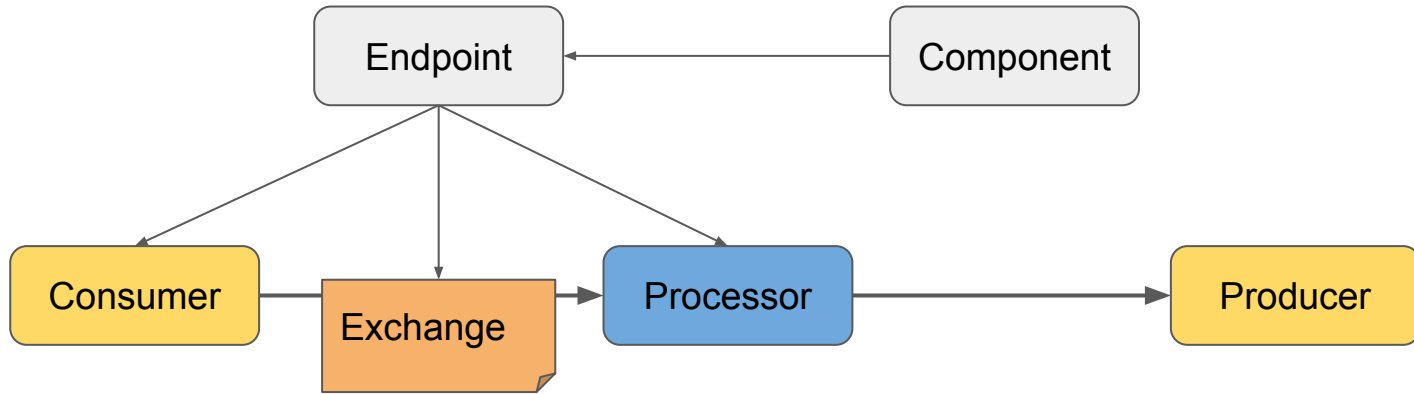 Endpoint
Component
Consumer
Exchange
Processor
Producer